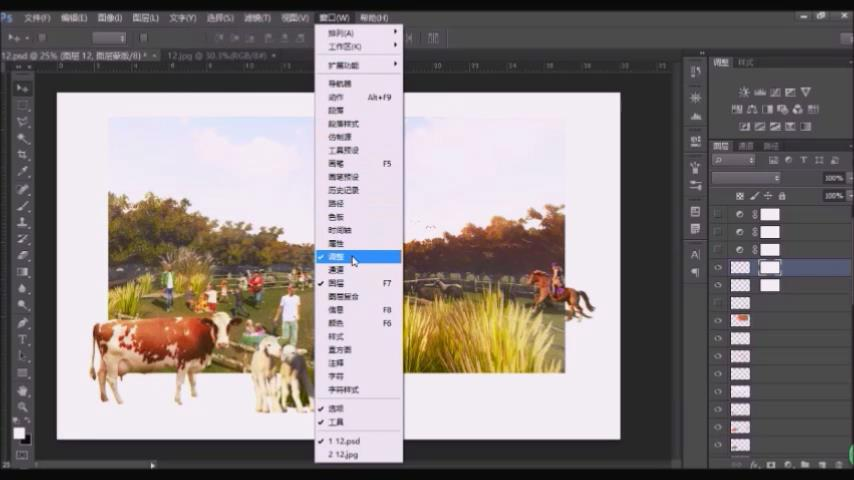 Ps 文件(F) 编辑(E) 图像(I) 图层(L) 文字(Y) 选择(S) 滤镜(T) 视图(V) 窗口(W) 帮助(H)
12.psd @ 25% (图层 12, 图层蒙版/8) *
12.jpg @ 30.3%(RGB/8#) *
排列(A)
工作区(K)
扩展功能
导航器
动作 Alt+F9
段落
段落样式
仿制源
工具预设
画笔 F5
画笔预设
历史记录
路径
色板
时间轴
属性
调整
通道
图层 F7
图层复合
信息 F8
颜色 F6
样式
直方图
注释
字符
字符样式
选项
工具
1 12.psd
2 12.jpg
调整 样式
图层 通道 路径
100%
100%